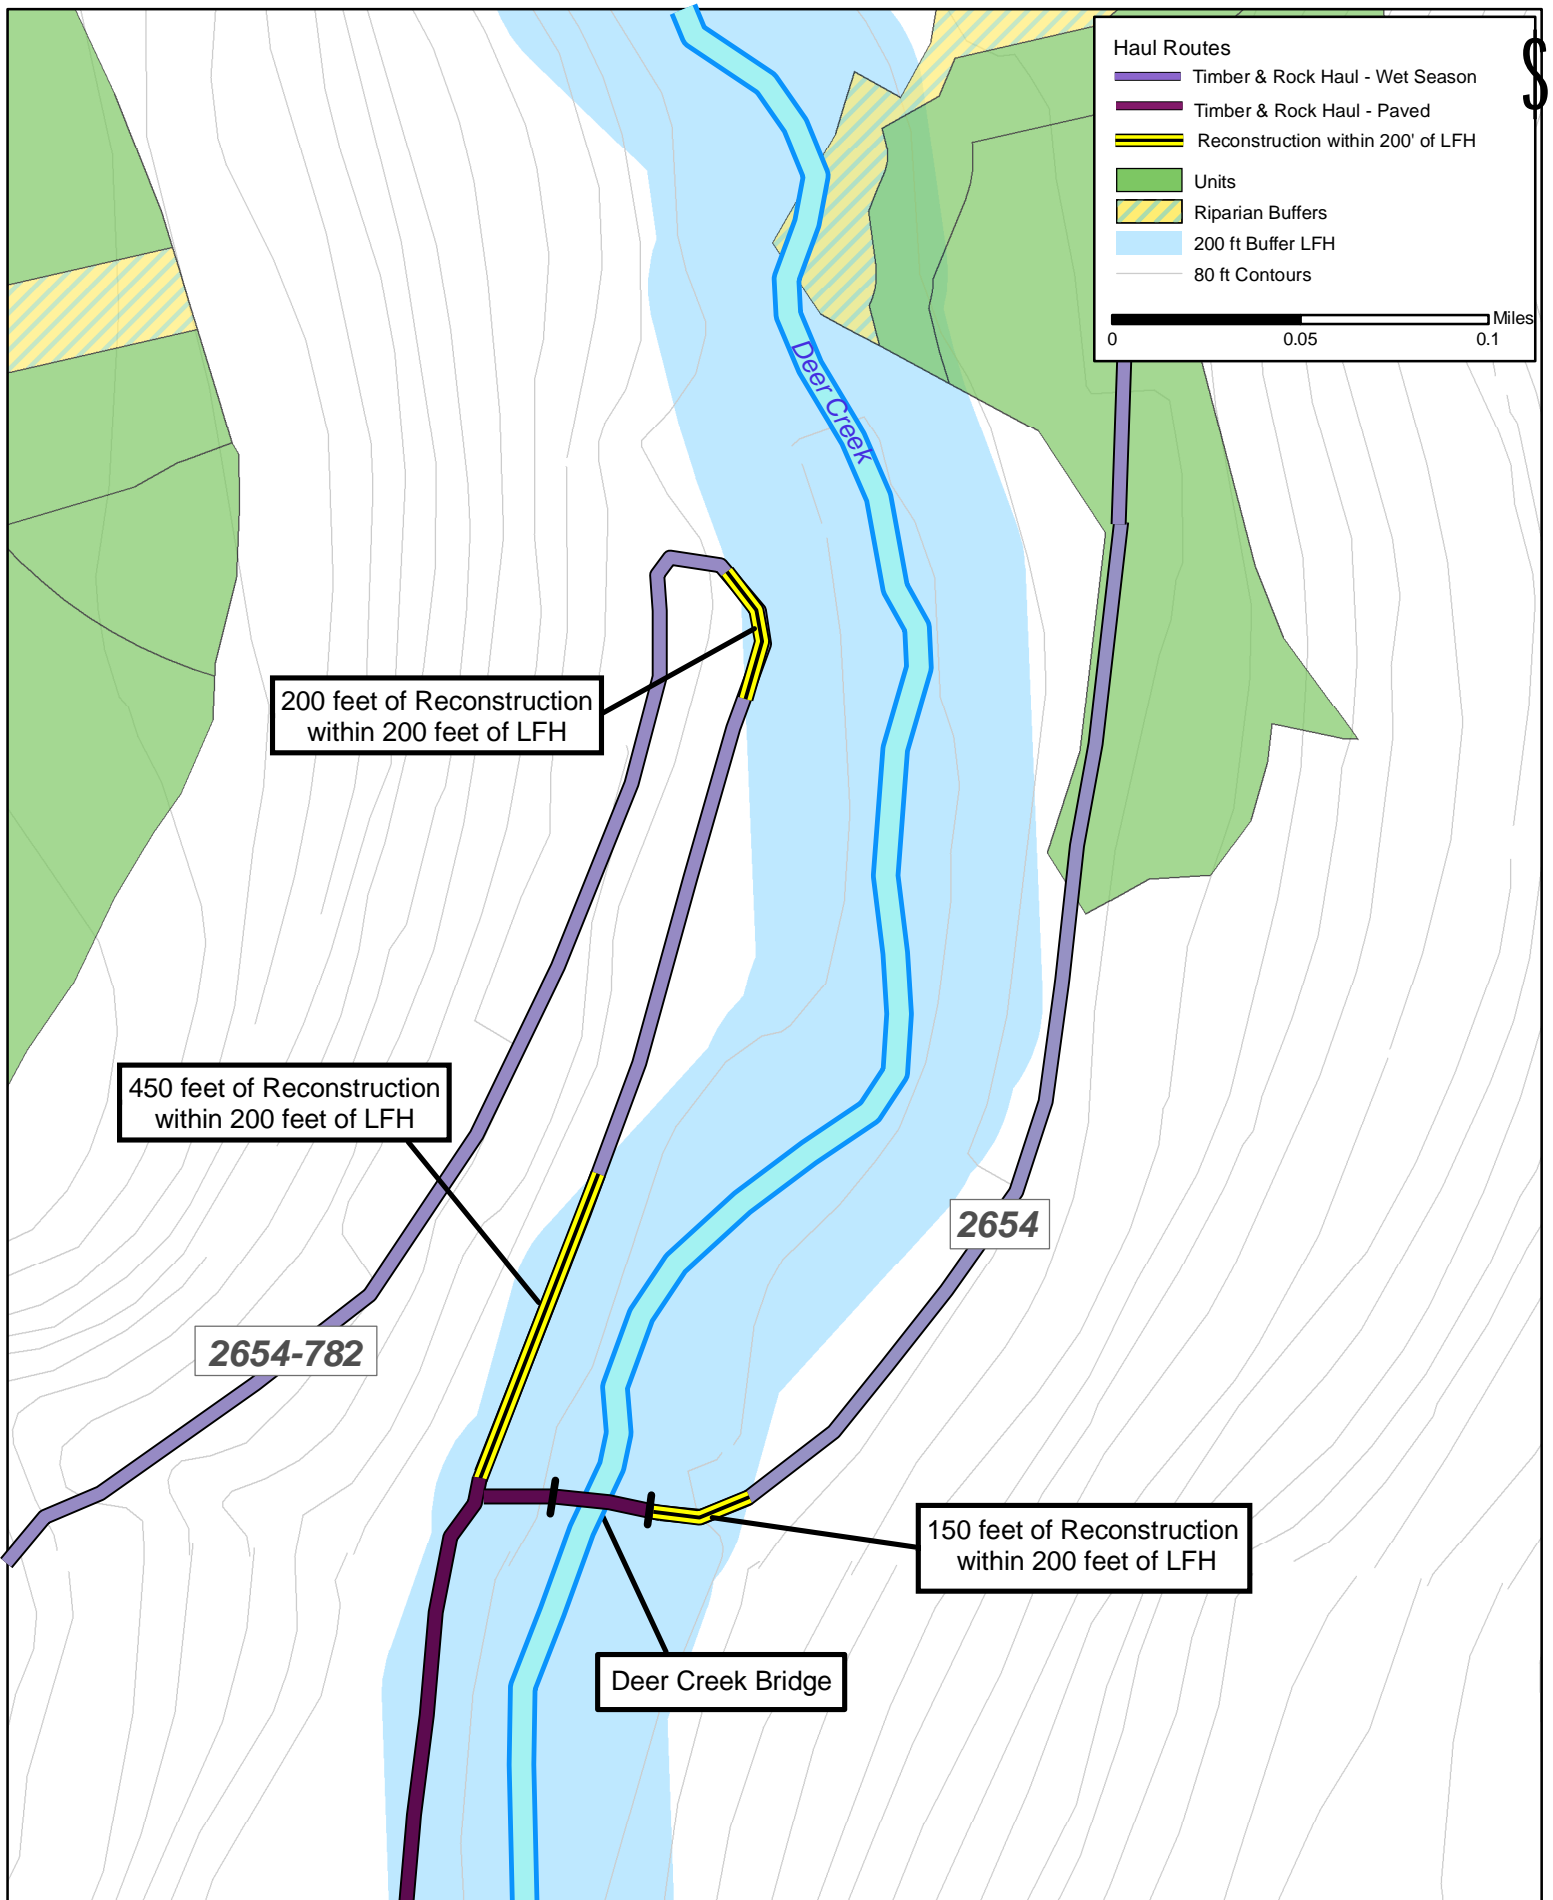 Haul Routes
Timber & Rock Haul - Wet Season
Timber & Rock Haul - Paved
Reconstruction within 200' of LFH
Units
Riparian Buffers
200 ft Buffer LFH
80 ft Contours
Miles
0 0.05 0.1
$
Deer Creek
200 feet of Reconstruction
within 200 feet of LFH
450 feet of Reconstruction
within 200 feet of LFH
2654
2654-782
150 feet of Reconstruction
within 200 feet of LFH
Deer Creek Bridge